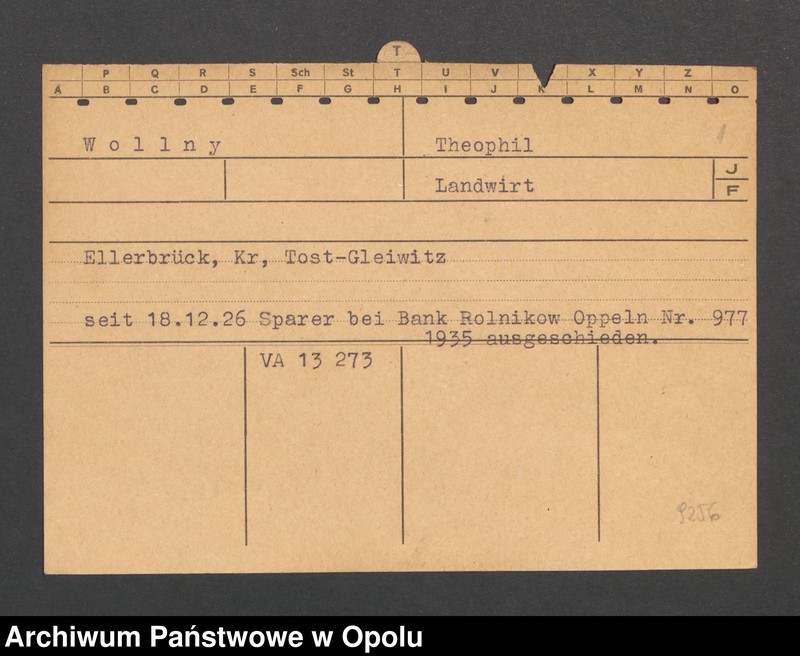 T
P Q R S Sch St T U V X Y Z
A B C D E F G H I J K L M N O
Wollny Theophil
Landwirt J
F
Ellerbrück, Kr, Tost-Gleiwitz
seit 18.12.26 Sparer bei Bank Rolnikow Oppeln Nr. 977
1935 ausgeschieden.
VA 13 273
9256
Archiwum Państwowe w Opolu